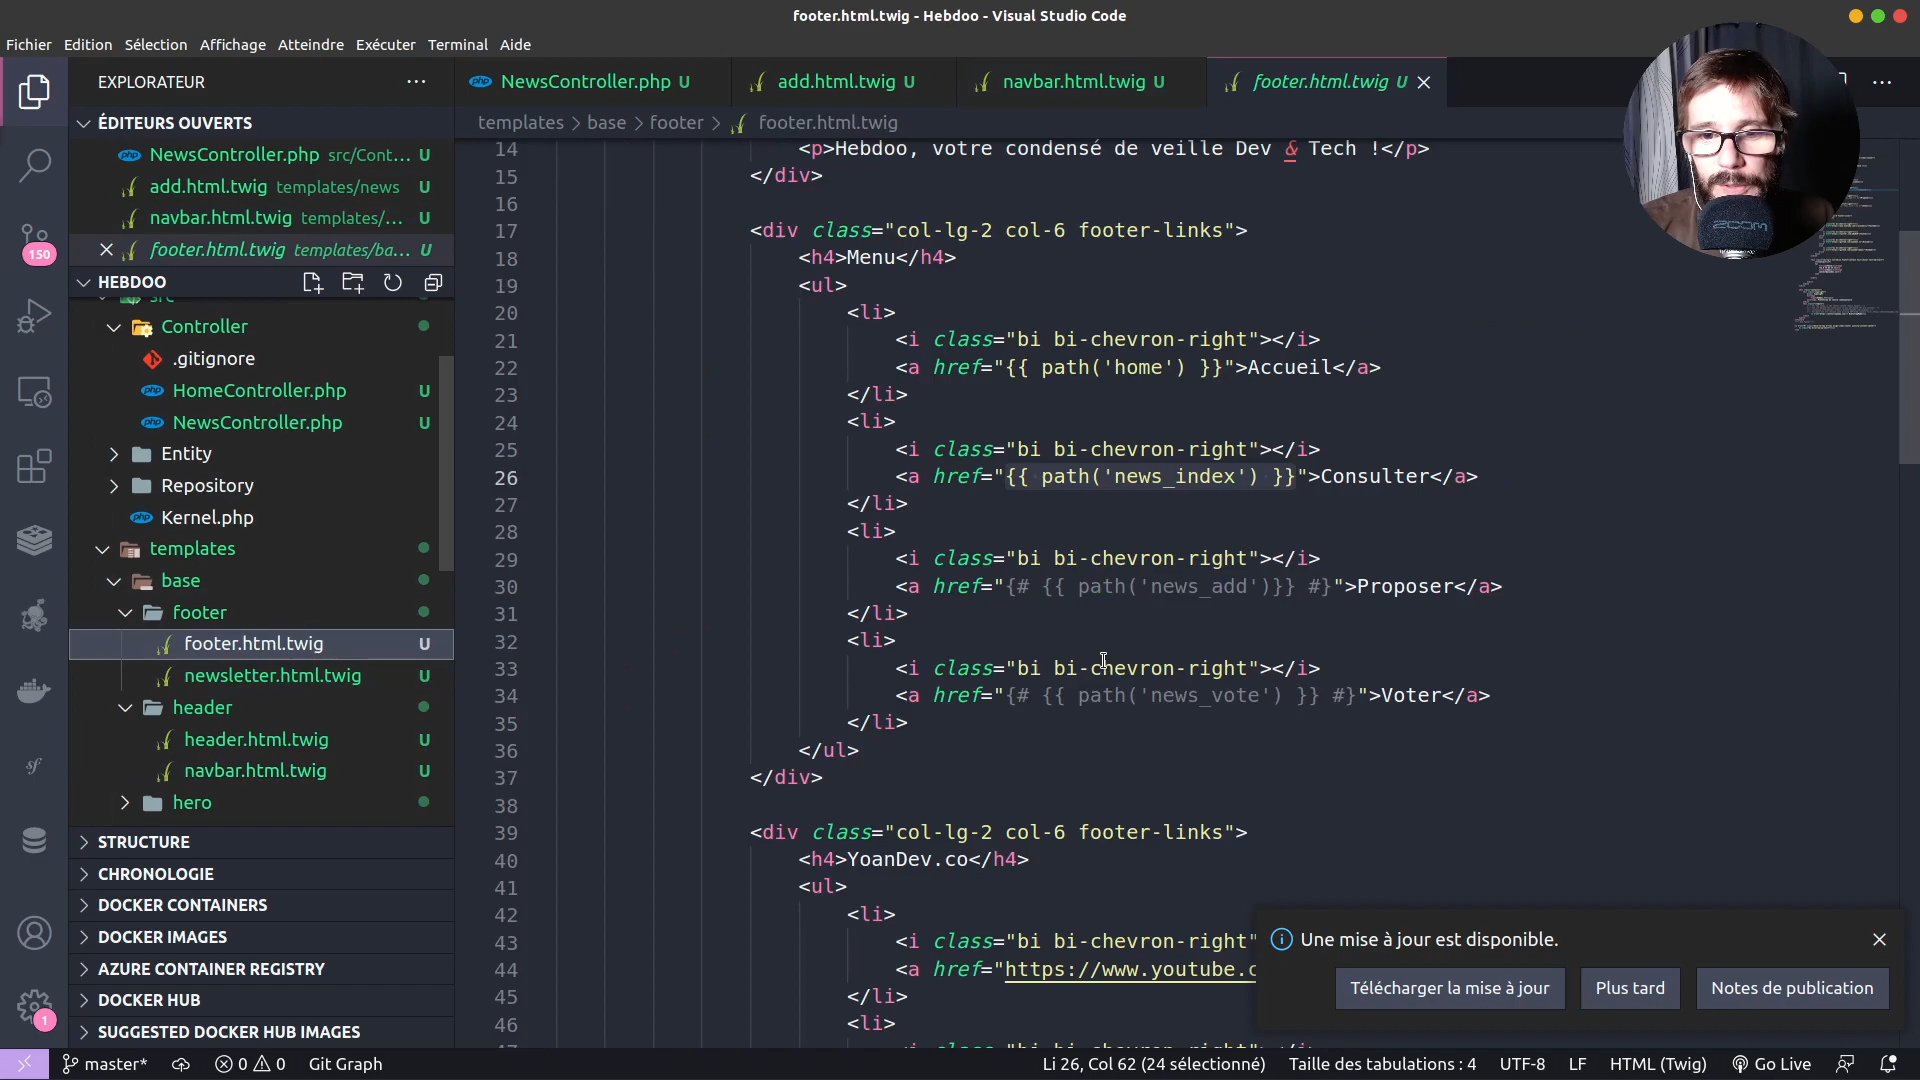 footer.html.twig - Hebdoo - Visual Studio Code
Fichier Edition Sélection Affichage Atteindre Exécuter Terminal Aide
EXPLORATEUR
NewsController.php U
add.html.twig U
navbar.html.twig U
footer.html.twig U
ÉDITEURS OUVERTS
NewsController.php src/Cont... U
add.html.twig templates/news U
navbar.html.twig templates/... U
footer.html.twig templates/ba... U
HEBDOO
src
Controller
.gitignore
HomeController.php U
NewsController.php U
Entity
Repository
Kernel.php
templates
base
footer
footer.html.twig U
newsletter.html.twig U
header
header.html.twig U
navbar.html.twig U
hero
STRUCTURE
CHRONOLOGIE
DOCKER CONTAINERS
DOCKER IMAGES
AZURE CONTAINER REGISTRY
DOCKER HUB
SUGGESTED DOCKER HUB IMAGES
150
1
templates > base > footer > footer.html.twig
14 <p>Hebdoo, votre condensé de veille Dev & Tech !</p>
15 </div>
16
17 <div class="col-lg-2 col-6 footer-links">
18 <h4>Menu</h4>
19 <ul>
20 <li>
21 <i class="bi bi-chevron-right"></i>
22 <a href="{{ path('home') }}">Accueil</a>
23 </li>
24 <li>
25 <i class="bi bi-chevron-right"></i>
26 <a href="{{ path('news_index') }}">Consulter</a>
27 </li>
28 <li>
29 <i class="bi bi-chevron-right"></i>
30 <a href="{# {{ path('news_add')}} #}">Proposer</a>
31 </li>
32 <li>
33 <i class="bi bi-chevron-right"></i>
34 <a href="{# {{ path('news_vote') }} #}">Voter</a>
35 </li>
36 </ul>
37 </div>
38
39 <div class="col-lg-2 col-6 footer-links">
40 <h4>YoanDev.co</h4>
41 <ul>
42 <li>
43 <i class="bi bi-chevron-right"
44 <a href="https://www.youtube.c
45 </li>
46 <li>
zoom
Une mise à jour est disponible.
Télécharger la mise à jour
Plus tard
Notes de publication
master* 0 0 Git Graph
Li 26, Col 62 (24 sélectionné) Taille des tabulations : 4 UTF-8 LF HTML (Twig) Go Live